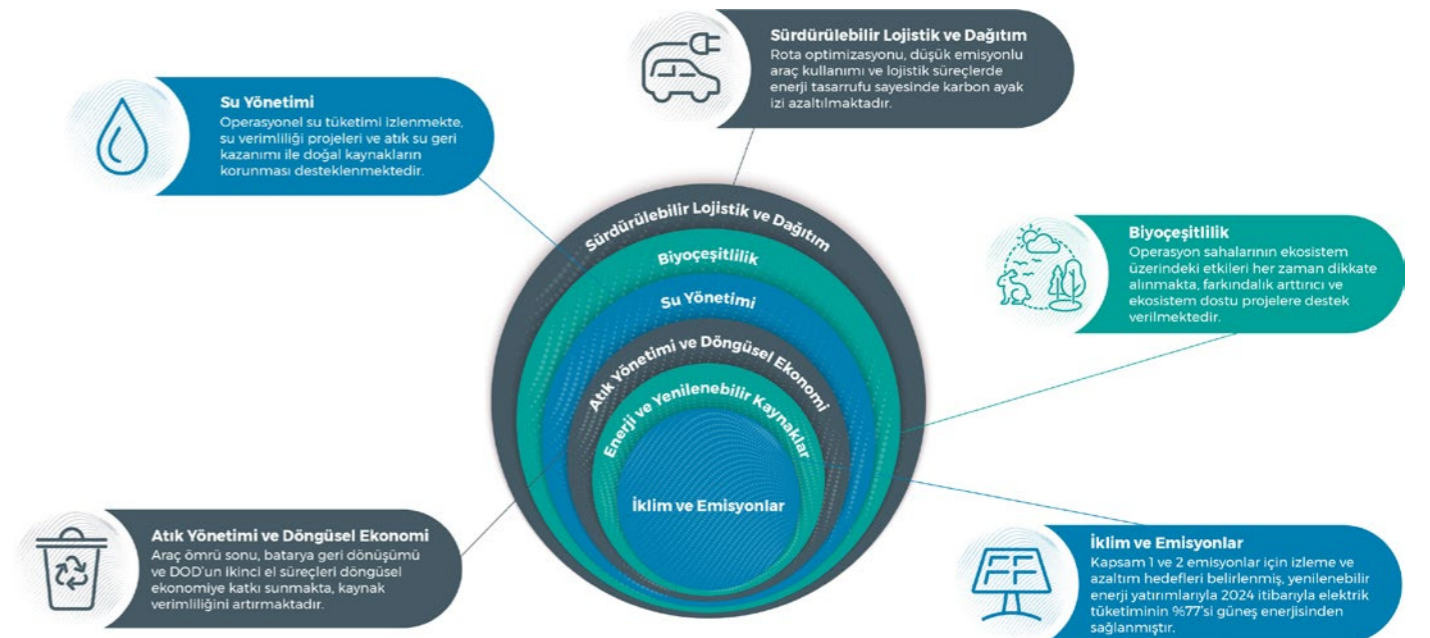 Sürdürülebilir Lojistik ve Dağıtım
Rota optimizasyonu, düşük emisyonlu
araç kullanımı ve lojistik süreçlerde
enerji tasarrufu sayesinde karbon ayak
izi azaltılmaktadır.
Su Yönetimi
Operasyonel su tüketimi izlenmekte,
su verimliliği projeleri ve atık su geri
kazanımı ile doğal kaynakların
korunması desteklenmektedir.
Sürdürülebilir Lojistik ve Dağıtım
Biyoçeşitlilik
Su Yönetimi
Atık Yönetimi ve Döngüsel Ekonomi
Enerji ve Yenilenebilir Kaynaklar
İklim ve Emisyonlar
Biyoçeşitlilik
Operasyon sahalarının ekosistem
üzerindeki etkileri her zaman dikkate
alınmakta, farkındalık arttırıcı ve
ekosistem dostu projelere destek
verilmektedir.
Atık Yönetimi ve Döngüsel Ekonomi
Araç ömrü sonu, batarya geri dönüşümü
ve DOD'un ikinci el süreçleri döngüsel
ekonomiye katkı sunmakta, kaynak
verimliliğini artırmaktadır.
İklim ve Emisyonlar
Kapsam 1 ve 2 emisyonlar için izleme ve
azaltım hedefleri belirlenmiş, yenilenebilir
enerji yatırımlarıyla 2024 itibarıyla elektrik
tüketiminin %77'si güneş enerjisinden
sağlanmıştır.